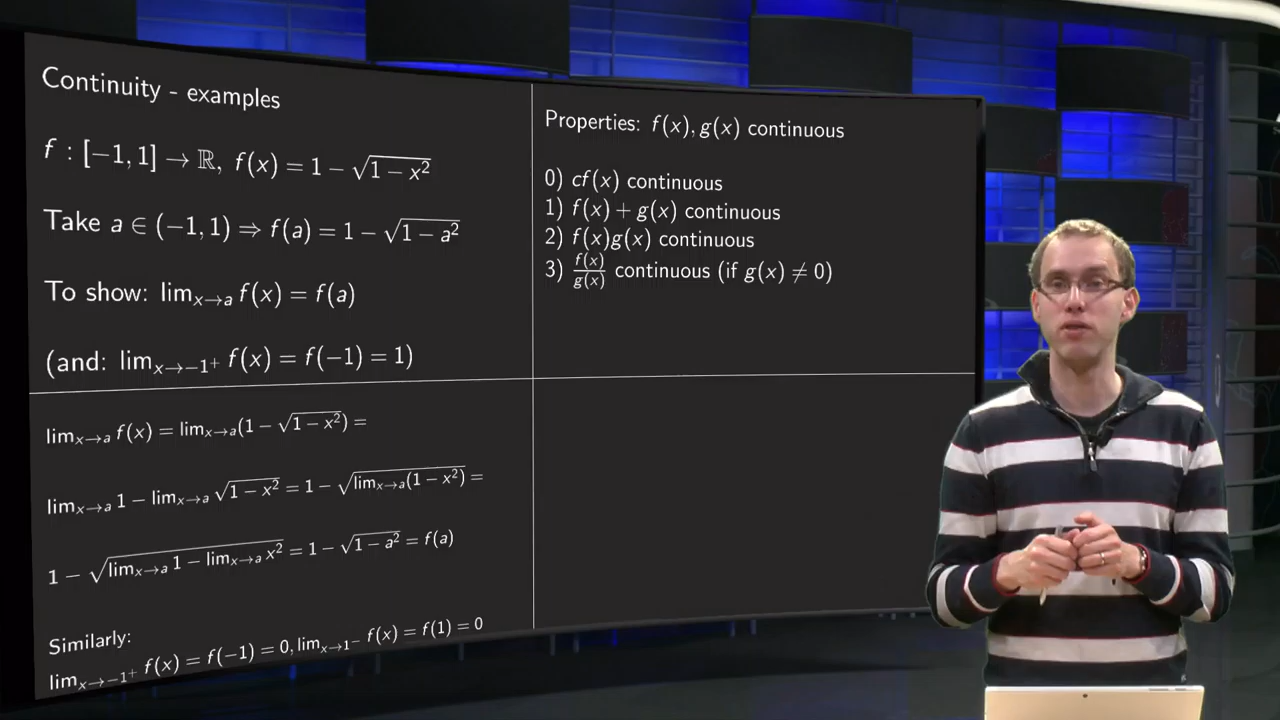 Continuity - examples
f : [−1, 1] → ℝ, f(x) = 1 − √(1 − x²)
Take a ∈ (−1, 1) ⇒ f(a) = 1 − √(1 − a²)
To show: lim_{x→a} f(x) = f(a)
(and: lim_{x→−1⁺} f(x) = f(−1) = 1)
lim_{x→a} f(x) = lim_{x→a}(1 − √(1 − x²)) =
lim_{x→a} 1 − lim_{x→a} √(1 − x²) = 1 − √(lim_{x→a}(1 − x²)) =
1 − √(lim_{x→a} 1 − lim_{x→a} x²) = 1 − √(1 − a²) = f(a)
Similarly:
lim_{x→−1⁺} f(x) = f(−1) = 0, lim_{x→1⁻} f(x) = f(1) = 0
Properties: f(x), g(x) continuous
0) cf(x) continuous
1) f(x) + g(x) continuous
2) f(x)g(x) continuous
3) f(x)/g(x) continuous (if g(x) ≠ 0)